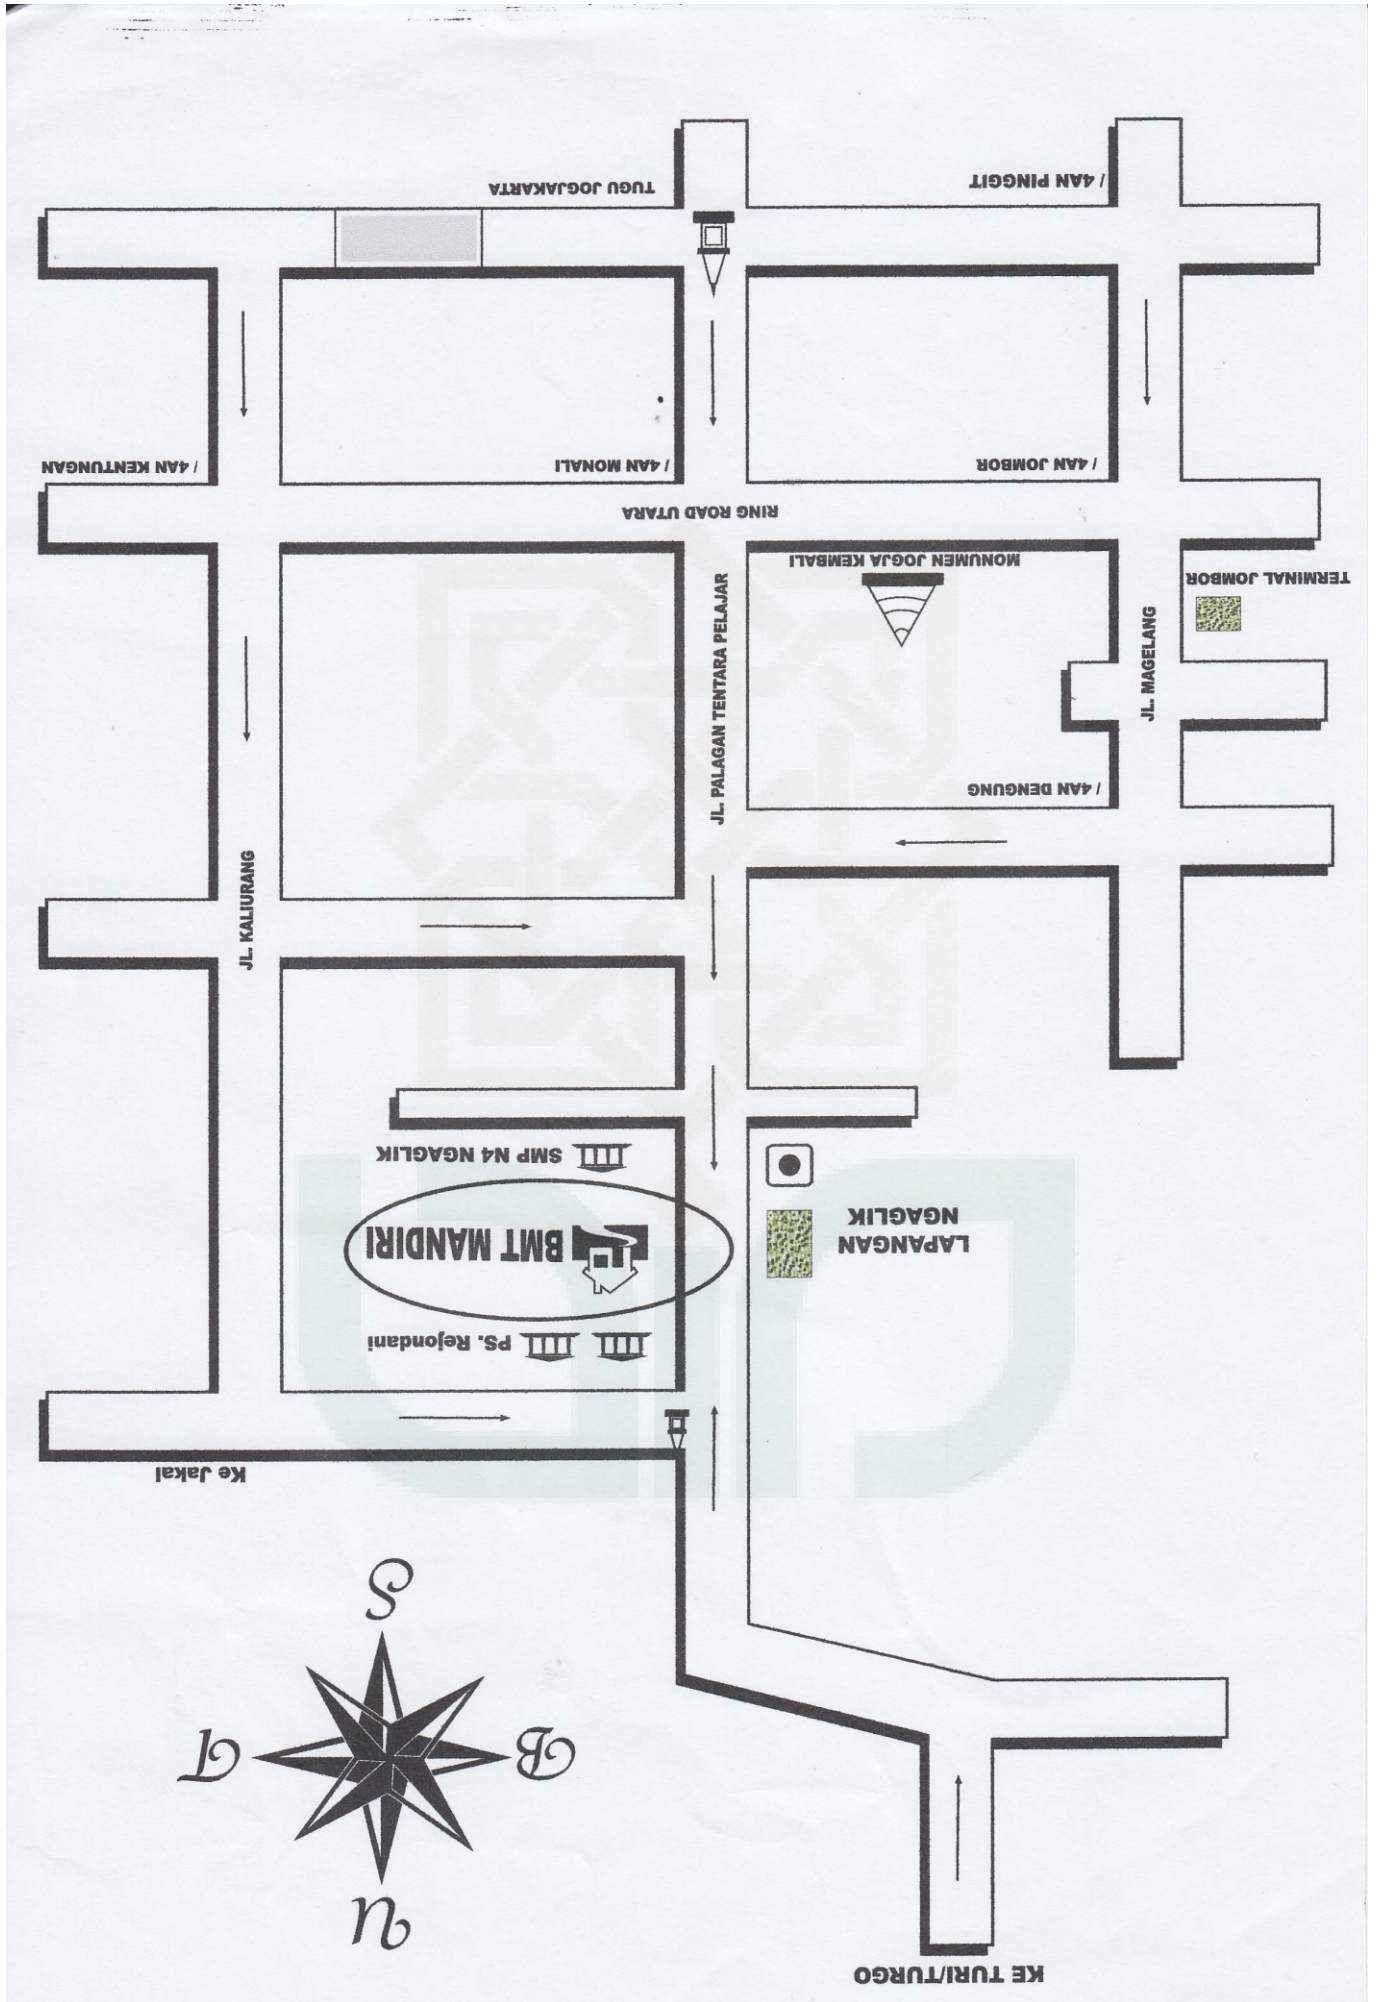 KE TURI/TURGO
U
B
T
S
Ke Jakal
PS. Rejondani
LAPANGAN
NGAGLIK
BMT MANDIRI
SMP N4 NGAGLIK
JL. KALIURANG
/ 4AN DENGUNG
JL. PALAGAN TENTARA PELAJAR
JL. MAGELANG
TERMINAL JOMBOR
MONUMEN JOGJA KEMBALI
RING ROAD UTARA
/ 4AN JOMBOR
/ 4AN MONALI
/ 4AN KENTUNGAN
/ 4AN PINGGIT
TUGU JOGJAKARTA